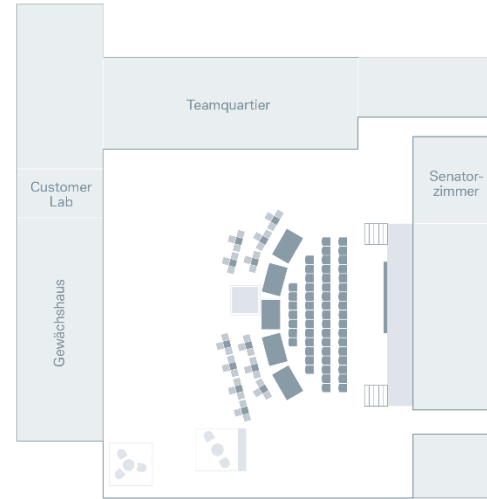 Teamquartier
Customer
Lab
Senator-
zimmer
Gewächshaus